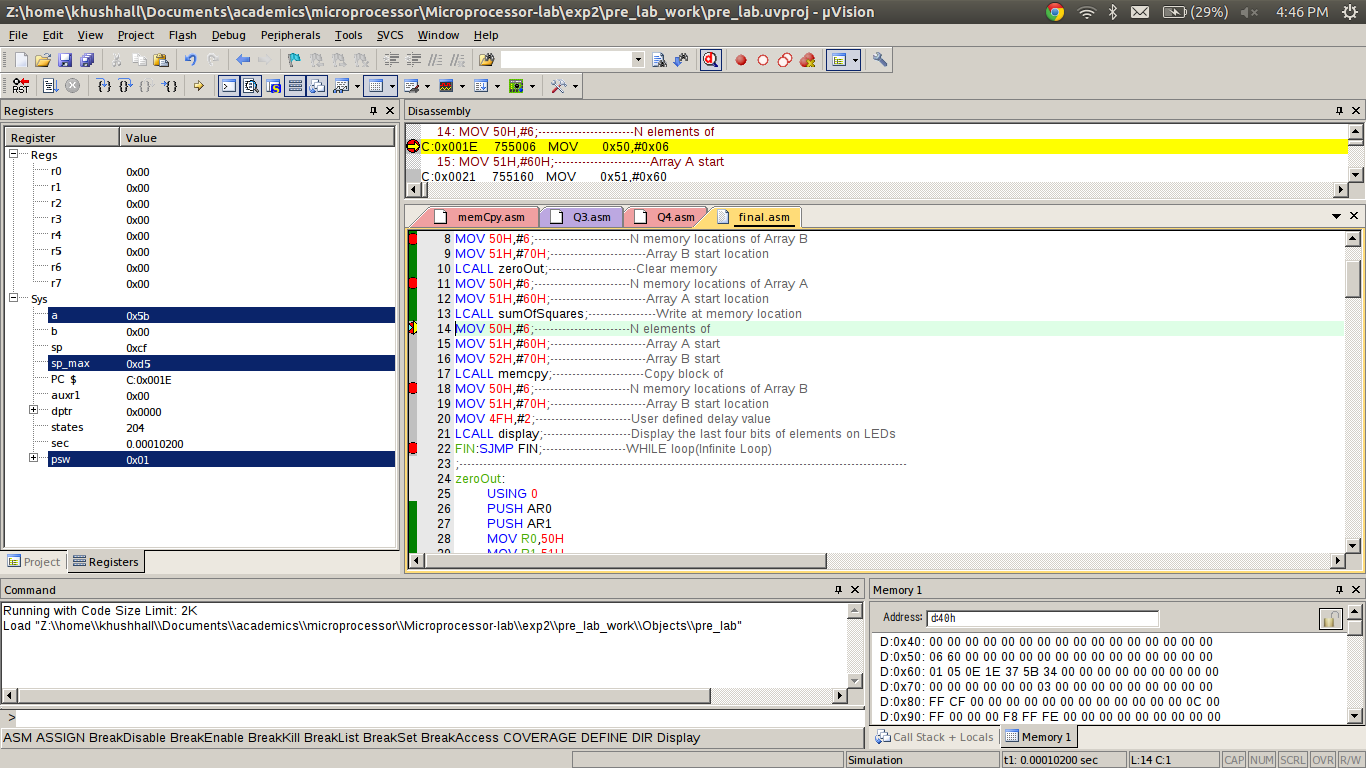 Z:\home\khushhall\Documents\academics\microprocessor\Microprocessor-lab\exp2\pre_lab_work\pre_lab.uvproj - µVision (29%) 4:46 PM
File Edit View Project Flash Debug Peripherals Tools SVCS Window Help
RST
Registers
Register Value
Regs
r0 0x00
r1 0x00
r2 0x00
r3 0x00
r4 0x00
r5 0x00
r6 0x00
r7 0x00
Sys
a 0x5b
b 0x00
sp 0xcf
sp_max 0xd5
PC $ C:0x001E
auxr1 0x00
dptr 0x0000
states 204
sec 0.00010200
psw 0x01
Project Registers
Disassembly
14: MOV 50H,#6;------------------------N elements of
C:0x001E 755006 MOV 0x50,#0x06
15: MOV 51H,#60H;------------------------Array A start
C:0x0021 755160 MOV 0x51,#0x60
memCpy.asm Q3.asm Q4.asm final.asm
8 MOV 50H,#6;------------------------N memory locations of Array B
9 MOV 51H,#70H;------------------------Array B start location
10 LCALL zeroOut;----------------------Clear memory
11 MOV 50H,#6;------------------------N memory locations of Array A
12 MOV 51H,#60H;------------------------Array A start location
13 LCALL sumOfSquares;-----------------Write at memory location
14 MOV 50H,#6;------------------------N elements of
15 MOV 51H,#60H;------------------------Array A start
16 MOV 52H,#70H;------------------------Array B start
17 LCALL memcpy;-----------------------Copy block of
18 MOV 50H,#6;------------------------N memory locations of Array B
19 MOV 51H,#70H;------------------------Array B start location
20 MOV 4FH,#2;------------------------User defined delay value
21 LCALL display;----------------------Display the last four bits of elements on LEDs
22 FIN:SJMP FIN;---------------------WHILE loop(Infinite Loop)
23 ;----------------------------------------------------------------------------------------------------------------
24 zeroOut:
25 USING 0
26 PUSH AR0
27 PUSH AR1
28 MOV R0,50H
29 MOV R1,51H
Command
Running with Code Size Limit: 2K
Load "Z:\\home\\khushhall\\Documents\\academics\\microprocessor\\Microprocessor-lab\\exp2\\pre_lab_work\\Objects\\pre_lab"
>
ASM ASSIGN BreakDisable BreakEnable BreakKill BreakList BreakSet BreakAccess COVERAGE DEFINE DIR Display
Memory 1
Address: d:40h
D:0x40: 00 00 00 00 00 00 00 00 00 00 00 00 00 00 00 00
D:0x50: 06 60 00 00 00 00 00 00 00 00 00 00 00 00 00 00
D:0x60: 01 05 0E 1E 37 5B 34 00 00 00 00 00 00 00 00 00
D:0x70: 00 00 00 00 00 00 03 00 00 00 00 00 00 00 00 00
D:0x80: FF CF 00 00 00 00 00 00 00 00 00 00 00 00 0C 00
D:0x90: FF 00 00 00 F8 FF FE 00 00 00 00 00 00 00 00 00
Call Stack + Locals Memory 1
Simulation t1: 0.00010200 sec L:14 C:1 CAP NUM SCRL OVR R/W